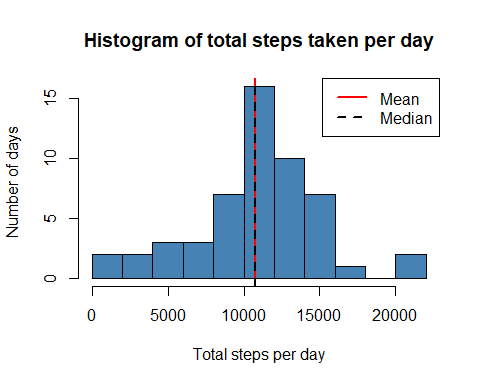 Histogram of total steps taken per day
Mean
Median
Number of days
15
10
5
0
0 5000 10000 15000 20000
Total steps per day